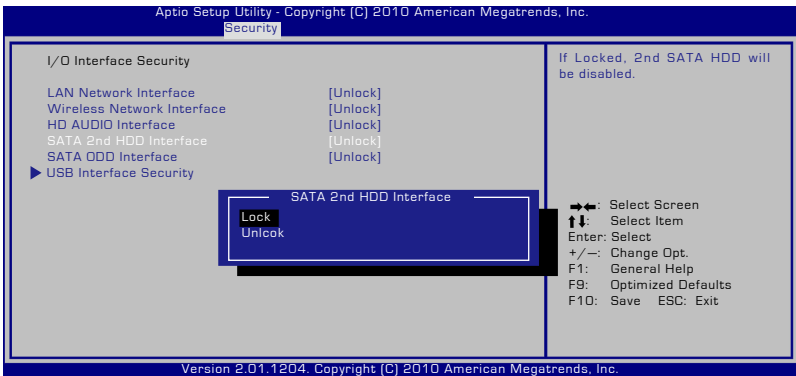 Aptio Setup Utility - Copyright (C) 2010 American Megatrends, Inc.
Security
I/O Interface Security
LAN Network Interface [Unlock]
Wireless Network Interface [Unlock]
HD AUDIO Interface [Unlock]
SATA 2nd HDD Interface [Unlock]
SATA ODD Interface [Unlock]
USB Interface Security
SATA 2nd HDD Interface
Lock
Unlcok
If Locked, 2nd SATA HDD will
be disabled.
→←: Select Screen
↑↓: Select Item
Enter: Select
+/—: Change Opt.
F1: General Help
F9: Optimized Defaults
F10: Save ESC: Exit
Version 2.01.1204. Copyright (C) 2010 American Megatrends, Inc.